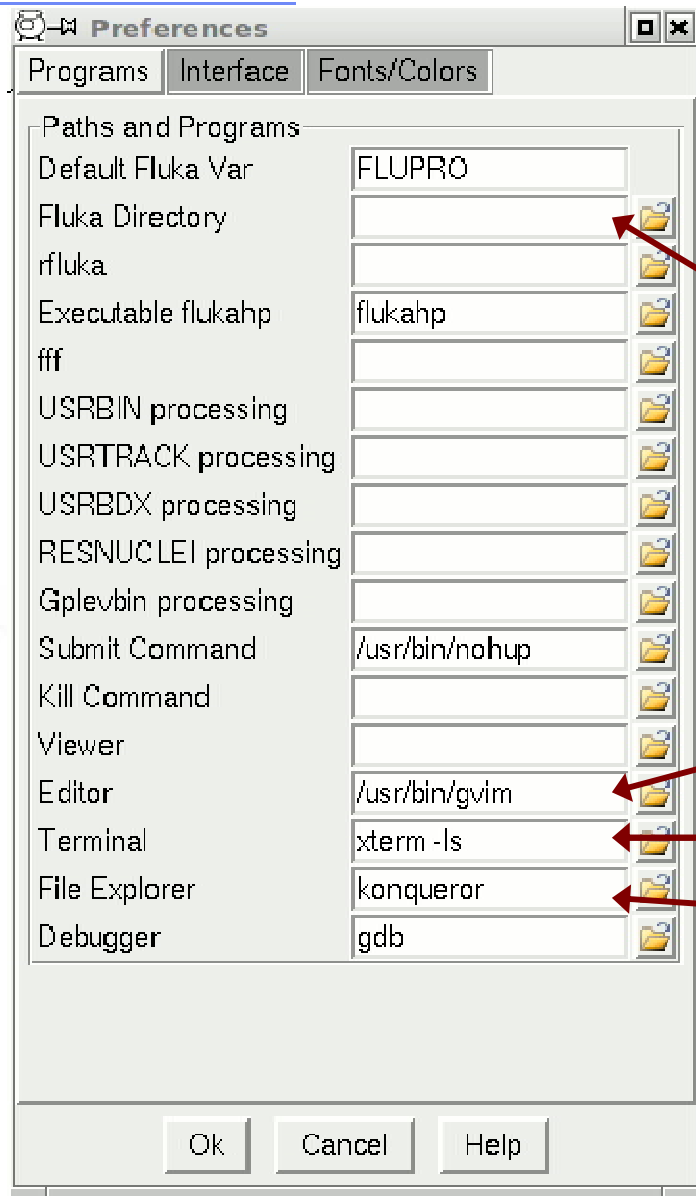 Preferences
Programs Interface Fonts/Colors
Paths and Programs
Default Fluka Var FLUPRO
Fluka Directory
rfluka
Executable flukahp flukahp
fff
USRBIN processing
USRTRACK processing
USRBDX processing
RESNUCLEI processing
Gplevbin processing
Submit Command /usr/bin/nohup
Kill Command
Viewer
Editor /usr/bin/gvim
Terminal xterm -ls
File Explorer konqueror
Debugger gdb
Ok Cancel Help